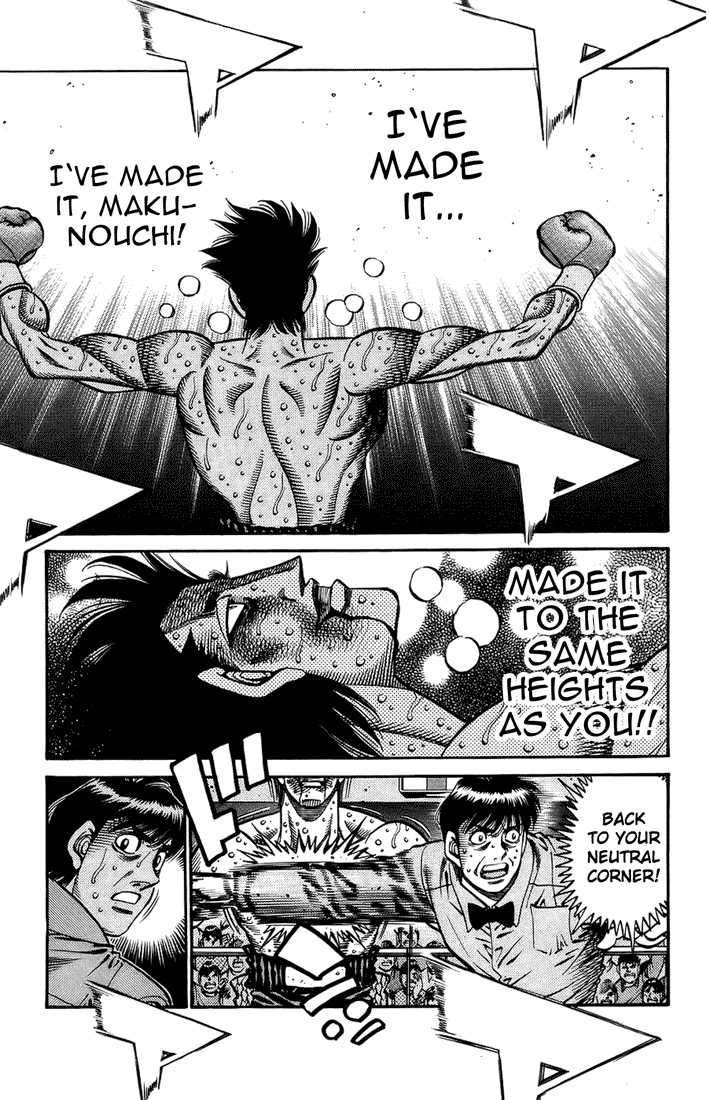 I'VE
MADE
IT...
I'VE MADE
IT, MAKU-
NOUCHI!
MADE IT
TO THE
SAME
HEIGHTS
AS YOU!!
BACK
TO YOUR
NEUTRAL
CORNER!